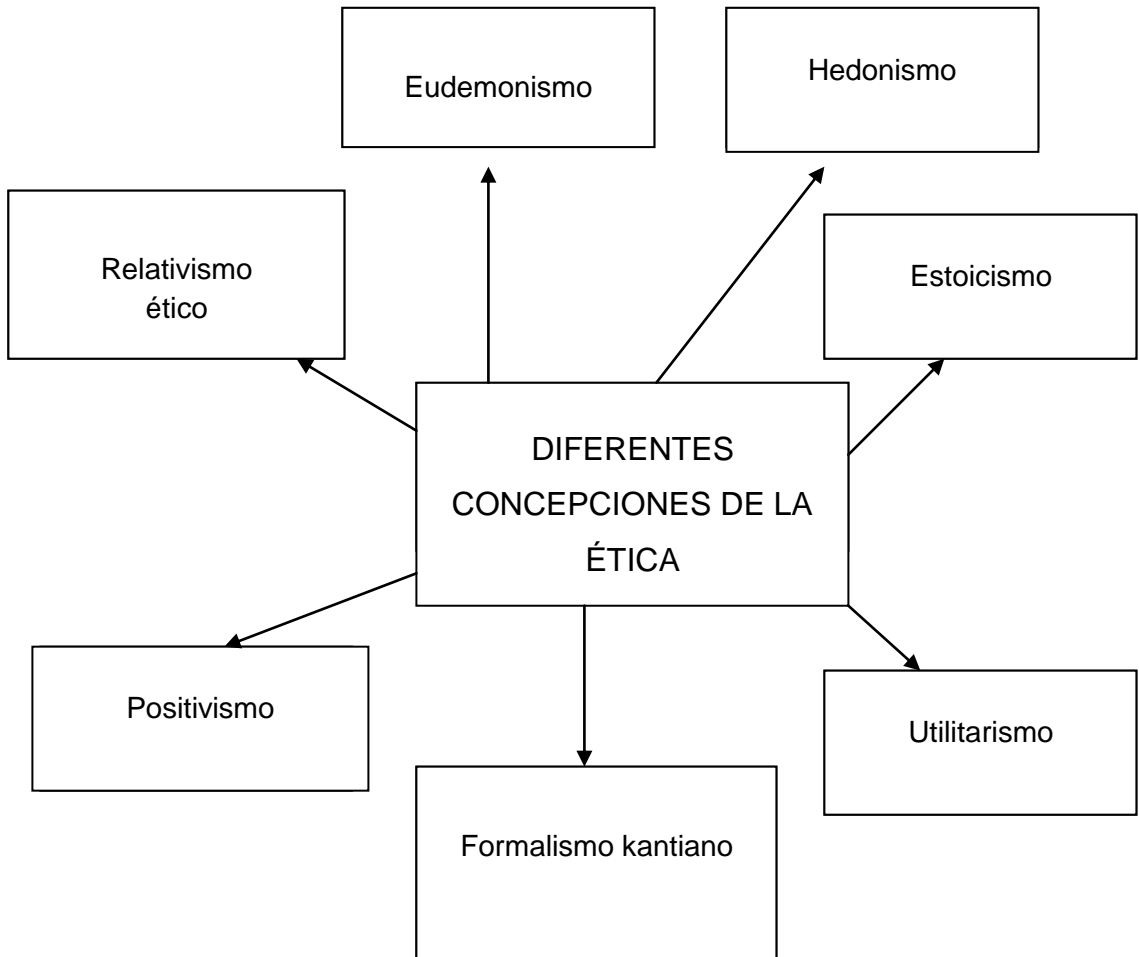 Eudemonismo
Hedonismo
Relativismo
ético
Estoicismo
DIFERENTES
CONCEPCIONES DE LA
ÉTICA
Positivismo
Utilitarismo
Formalismo kantiano